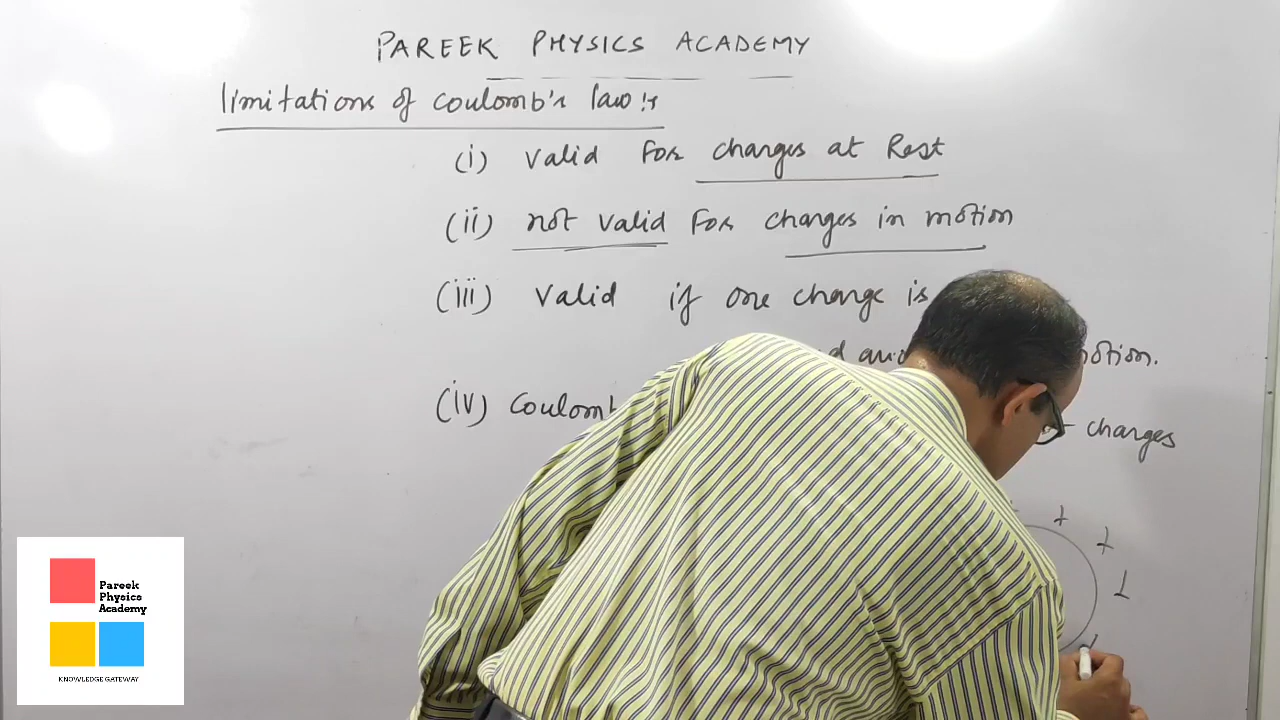 PAREEK PHYSICS ACADEMY
limitations of Coulomb's law :-
(i) Valid for charges at Rest
(ii) not valid for charges in motion
(iii) Valid if one charge is
motion.
(iv) Coulomb
charges
+
+
+
Pareek
Physics
Academy
KNOWLEDGE GATEWAY